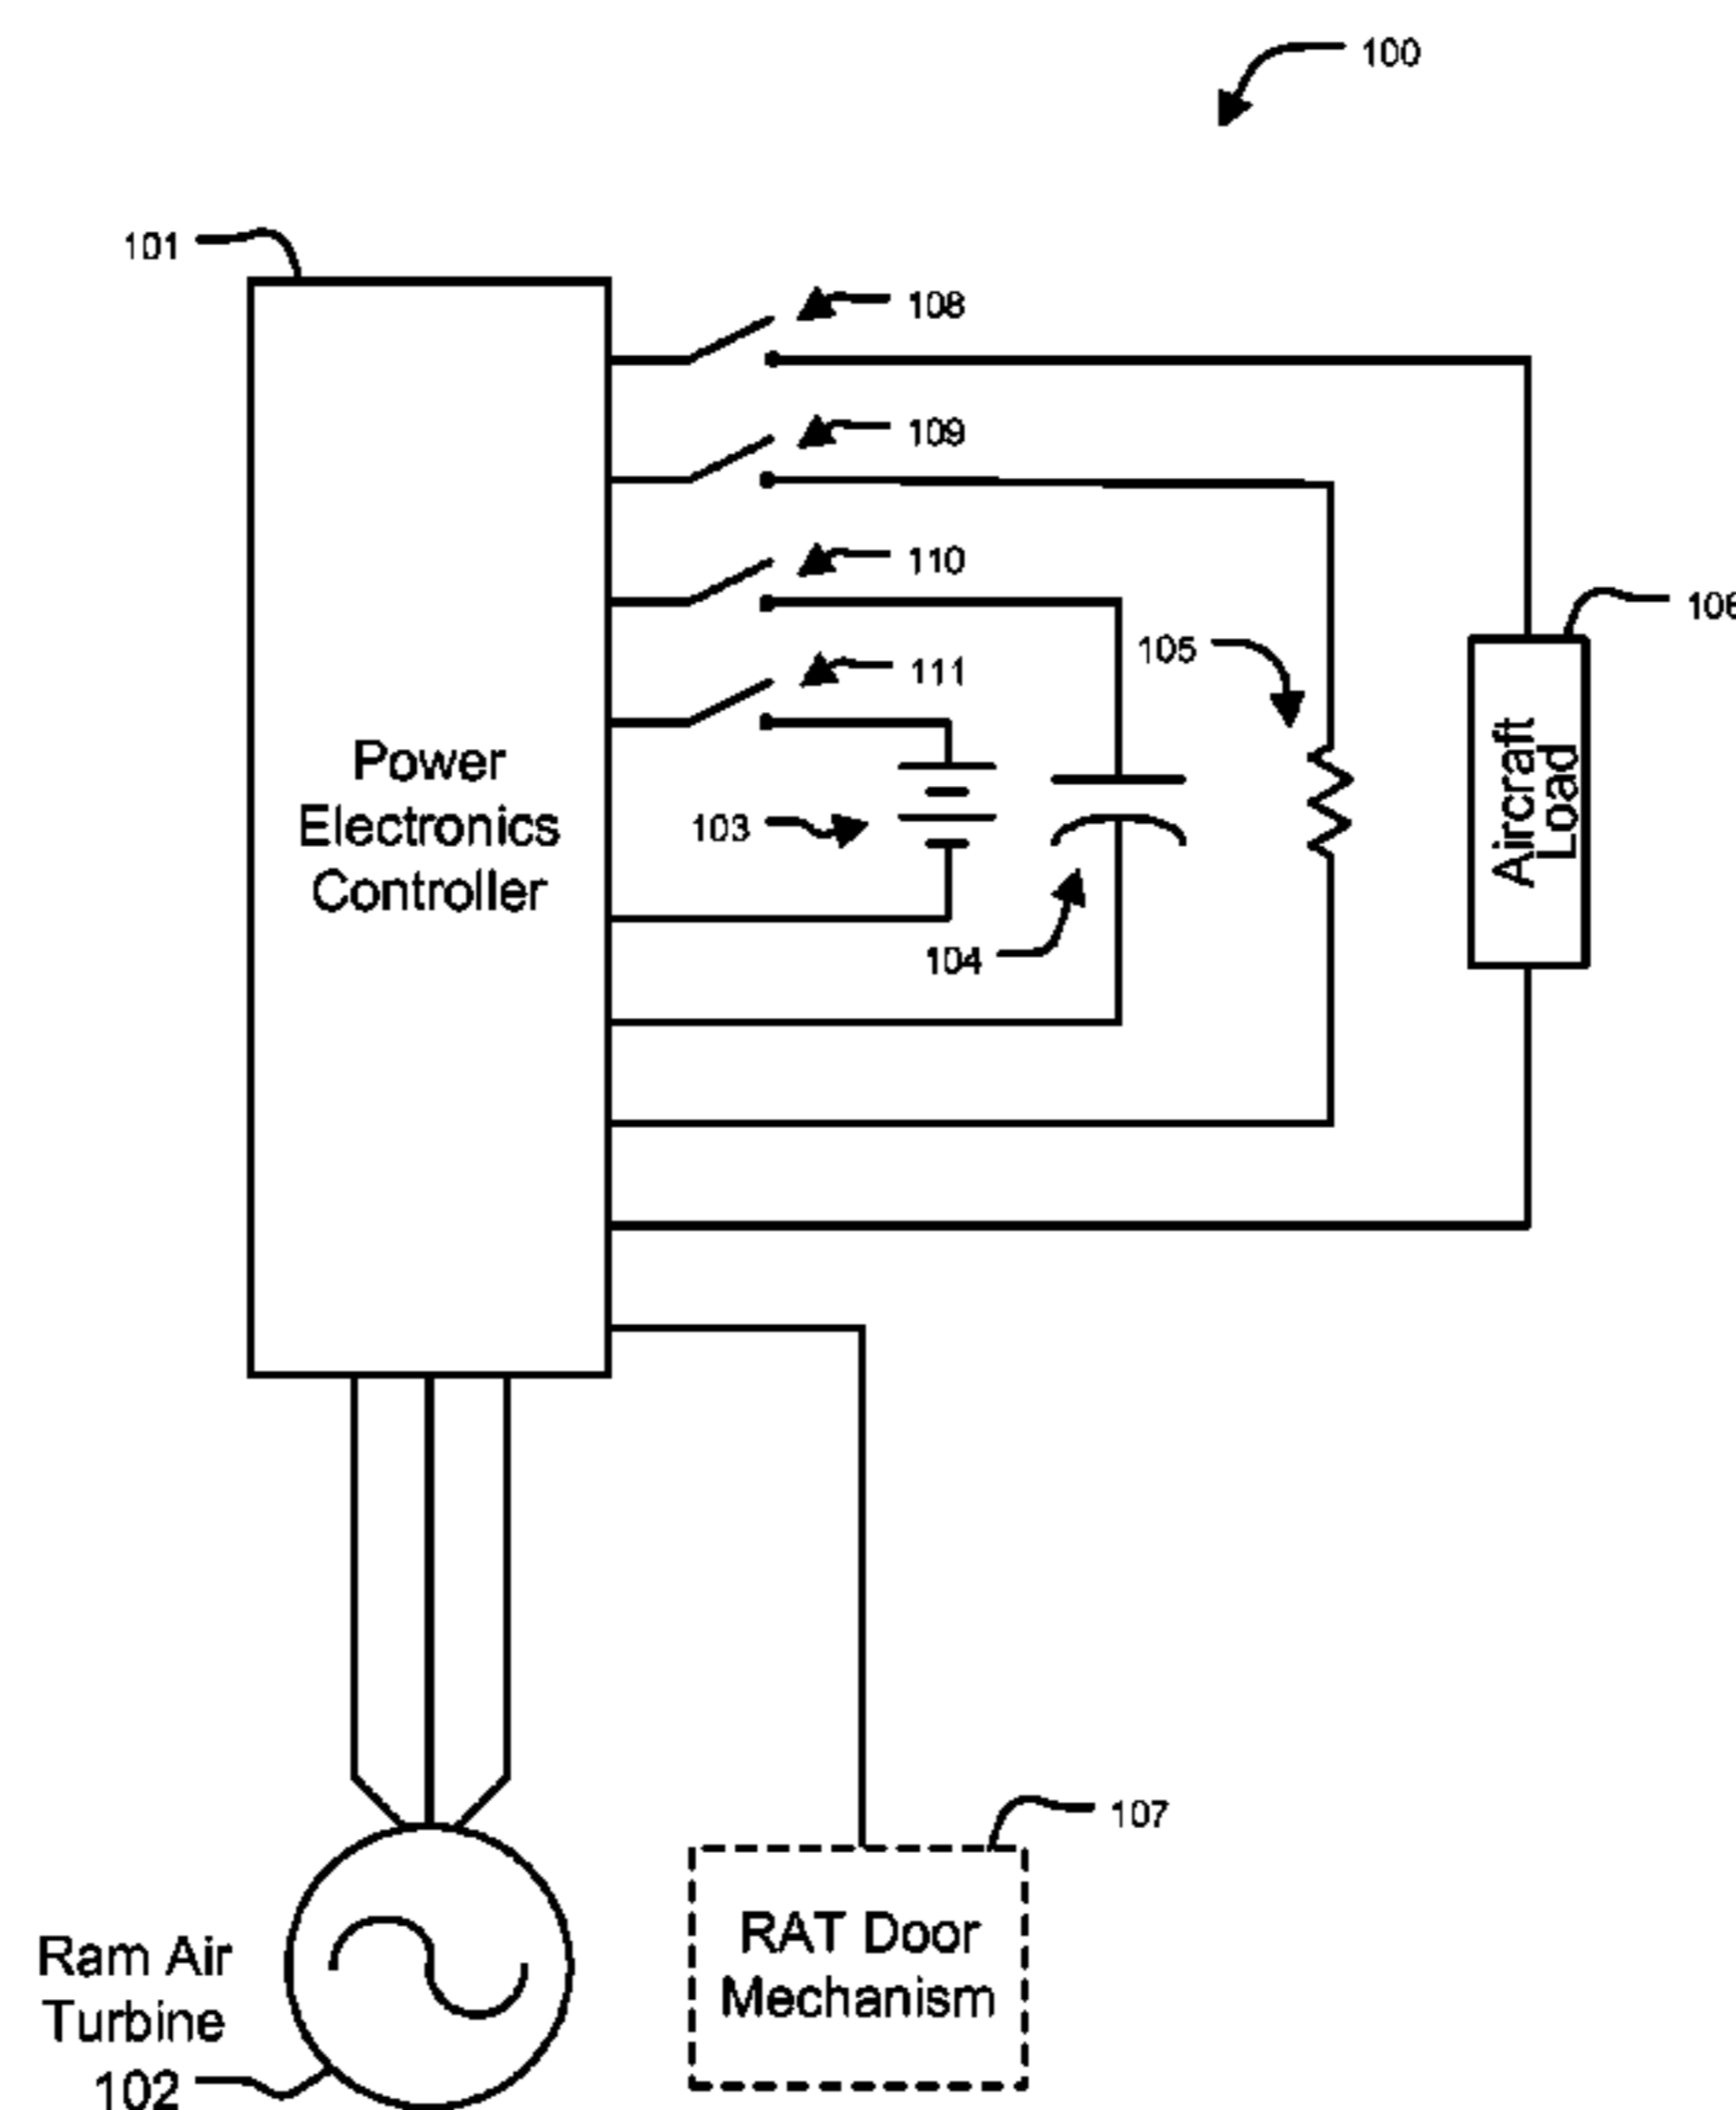 100
101
108
109
110
106
105
111
Power
Electronics
Controller
Aircraft
Load
103
104
107
RAT Door
Mechanism
Ram Air
Turbine
102